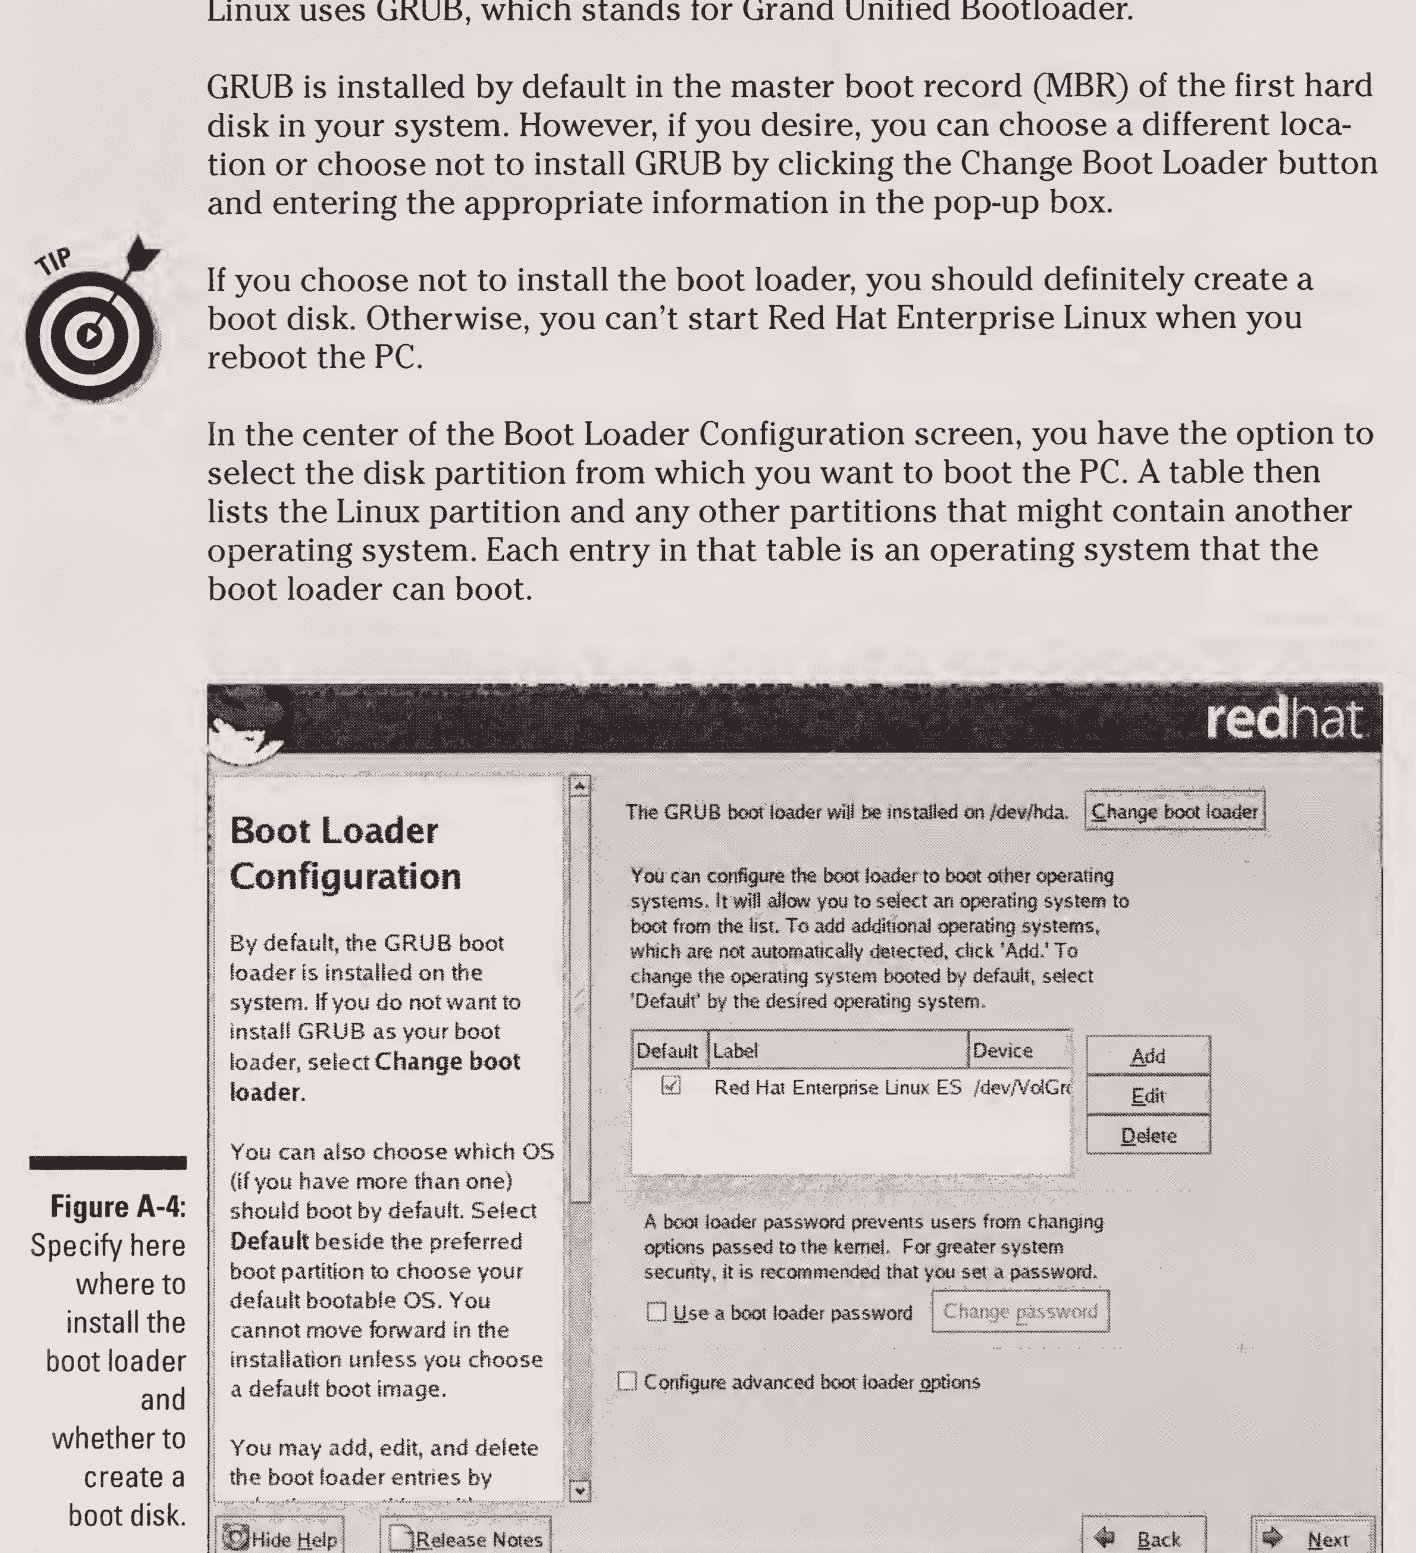 Linux uses GRUB, which stands for Grand Unified Bootloader.
GRUB is installed by default in the master boot record (MBR) of the first hard
disk in your system. However, if you desire, you can choose a different loca-
tion or choose not to install GRUB by clicking the Change Boot Loader button
and entering the appropriate information in the pop-up box.
TIP
If you choose not to install the boot loader, you should definitely create a
boot disk. Otherwise, you can't start Red Hat Enterprise Linux when you
reboot the PC.
In the center of the Boot Loader Configuration screen, you have the option to
select the disk partition from which you want to boot the PC. A table then
lists the Linux partition and any other partitions that might contain another
operating system. Each entry in that table is an operating system that the
boot loader can boot.
redhat
Boot Loader
Configuration
By default, the GRUB boot
loader is installed on the
system. If you do not want to
install GRUB as your boot
loader, select Change boot
loader.
You can also choose which OS
(if you have more than one)
should boot by default. Select
Default beside the preferred
boot partition to choose your
default bootable OS. You
cannot move forward in the
installation unless you choose
a default boot image.
You may add, edit, and delete
the boot loader entries by
The GRUB boot loader will be installed on /dev/hda.
Change boot loader
You can configure the boot loader to boot other operating
systems. It will allow you to select an operating system to
boot from the list. To add additional operating systems,
which are not automatically detected, click 'Add.' To
change the operating system booted by default, select
'Default' by the desired operating system.
Default Label Device
Red Hat Enterprise Linux ES /dev/VolGro
Add
Edit
Delete
A boot loader password prevents users from changing
options passed to the kernel. For greater system
security, it is recommended that you set a password.
Use a boot loader password
Change password
Configure advanced boot loader options
Hide Help
Release Notes
Back
Next
Figure A-4:
Specify here
where to
install the
boot loader
and
whether to
create a
boot disk.